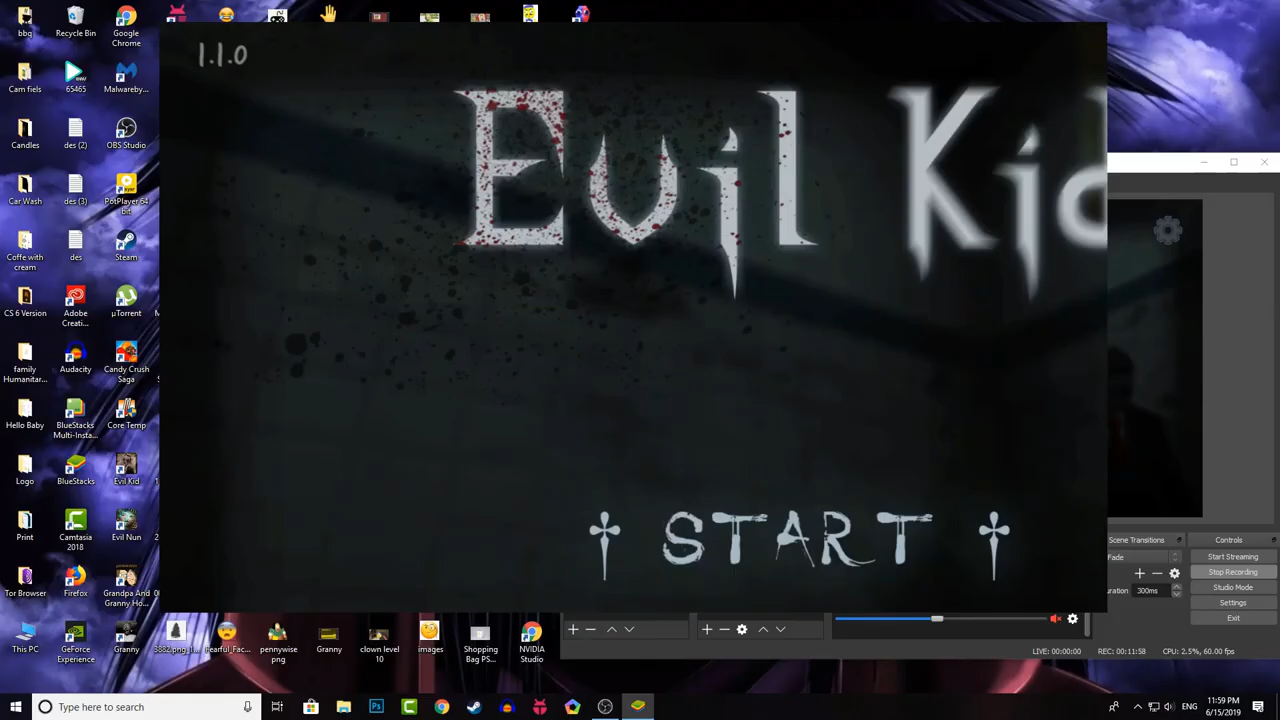 bbq
Recycle Bin
Google
Chrome
1.1.0
Evil Kid
Cam fiels
65465
Malwareby...
Candles
des (2)
OBS Studio
Car Wash
des (3)
PotPlayer 64
bit
Coffe with
cream
des
Steam
CS 6 Version
Adobe
Creati...
µTorrent
family
Humanitar...
Audacity
Candy Crush
Saga
Hello Baby
BlueStacks
Multi-Insta...
Core Temp
Logo
BlueStacks
Evil Kid
START
Print
Camtasia
2018
Evil Nun
Scene Transitions
Controls
Fade
Start Streaming
Stop Recording
uration
300ms
Studio Mode
Settings
Exit
Tor Browser
Firefox
Grandpa And
Granny Ho...
This PC
GeForce
Experience
Granny
3882.png_1...
Fearful_Fac...
pennywise
png
Granny
clown level
10
images
Shopping
Bag PS...
NVIDIA
Studio
LIVE: 00:00:00
REC: 00:11:58
CPU: 2.5%, 60.00 fps
Type here to search
ENG
11:59 PM
6/15/2019